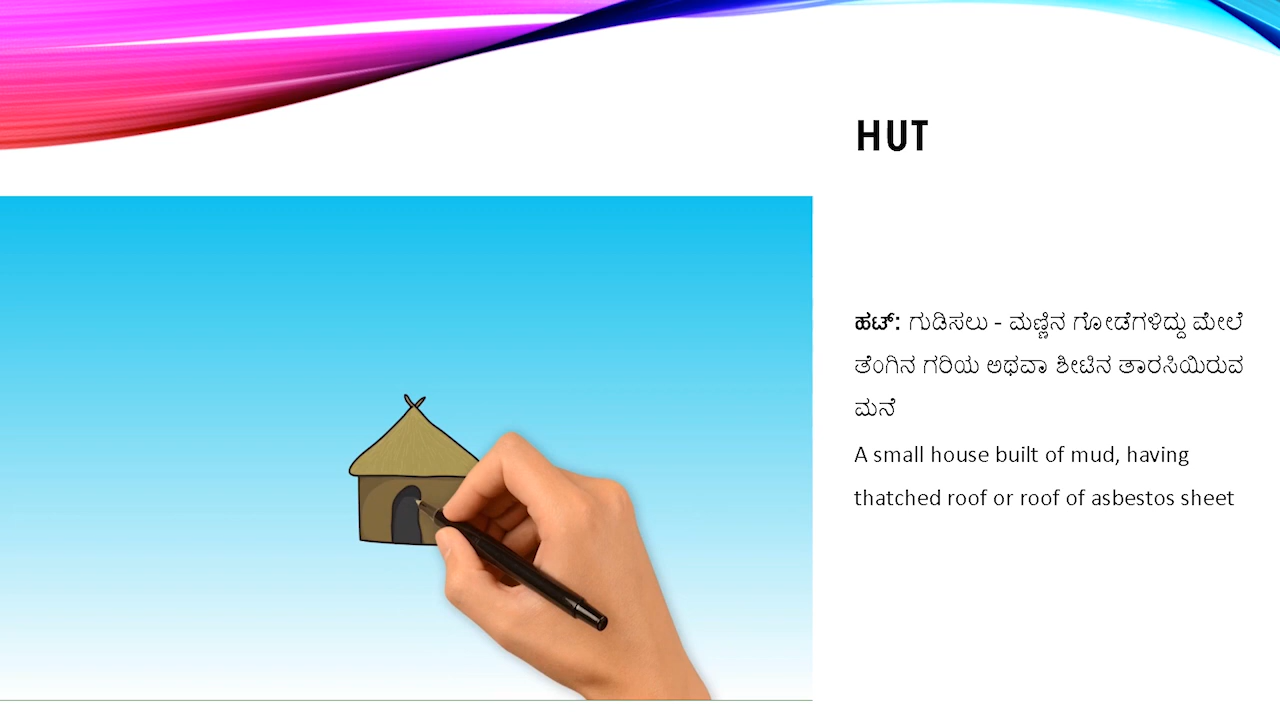 HUT
ಹಟ್: ಗುಡಿಸಲು - ಮಣ್ಣಿನ ಗೋಡೆಗಳಿದ್ದು ಮೇಲೆ
ತೆಂಗಿನ ಗರಿಯ ಅಥವಾ ಶೀಟಿನ ತಾರಸಿಯಿರುವ
ಮನೆ
A small house built of mud, having
thatched roof or roof of asbestos sheet